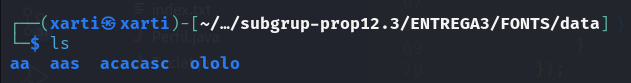 ┌──(xarti㉿xarti)-[~/…/subgrup-prop12.3/ENTREGA3/FONTS/data]
└─$ ls
aa aas acacasc ololo